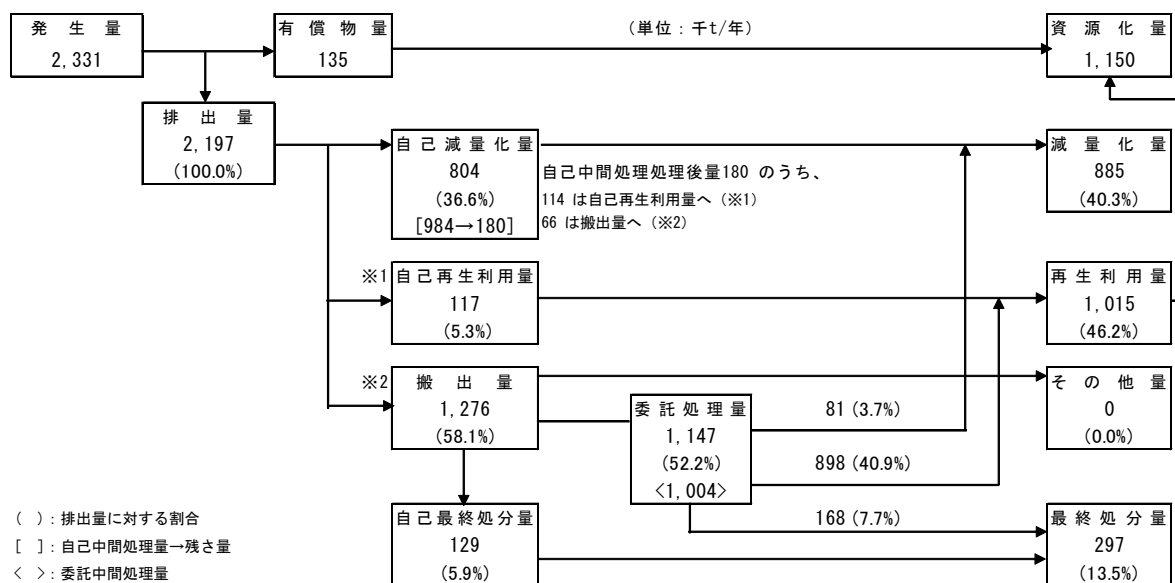 発生量
2,331
有償物量
135
(単位：千t/年)
資源化量
1,150
排出量
2,197
(100.0%)
自己減量化量
804
(36.6%)
[984→180]
自己中間処理処理後量180 のうち、
114 は自己再生利用量へ（※1）
66 は搬出量へ（※2）
減量化量
885
(40.3%)
※1
自己再生利用量
117
(5.3%)
再生利用量
1,015
(46.2%)
※2
搬出量
1,276
(58.1%)
委託処理量
1,147
(52.2%)
<1,004>
81 (3.7%)
898 (40.9%)
168 (7.7%)
その他量
0
(0.0%)
自己最終処分量
129
(5.9%)
最終処分量
297
(13.5%)
( )：排出量に対する割合
[ ]：自己中間処理量→残さ量
< >：委託中間処理量